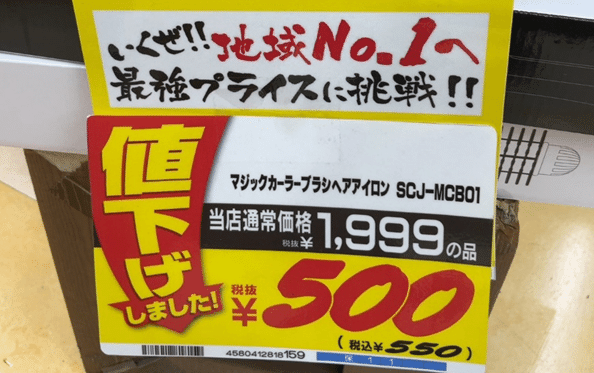 いくぜ!!地域No.1へ
最強プライスに挑戦!!
値下げ
しました!
マジックカーラーブラシヘアアイロン SCJ-MCB01
当店通常価格 税抜¥1,999の品
税抜¥500
(税込¥550)
4580412818159